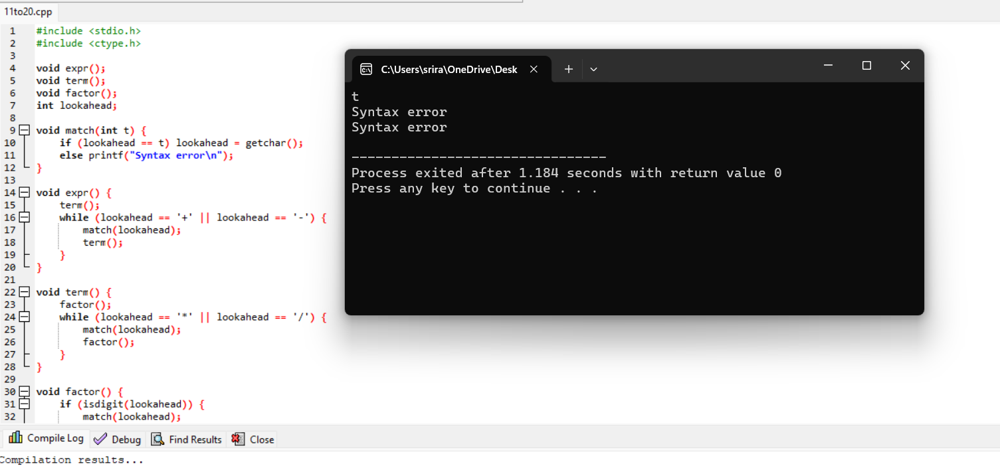 11to20.cpp
1 #include <stdio.h>
2 #include <ctype.h>
3
4 void expr();
5 void term();
6 void factor();
7 int lookahead;
8
9 void match(int t) {
10     if (lookahead == t) lookahead = getchar();
11     else printf("Syntax error\n");
12 }
13
14 void expr() {
15     term();
16     while (lookahead == '+' || lookahead == '-') {
17         match(lookahead);
18         term();
19     }
20 }
21
22 void term() {
23     factor();
24     while (lookahead == '*' || lookahead == '/') {
25         match(lookahead);
26         factor();
27     }
28 }
29
30 void factor() {
31     if (isdigit(lookahead)) {
32         match(lookahead);
C:\Users\srira\OneDrive\Desk
t
Syntax error
Syntax error
--------------------------------
Process exited after 1.184 seconds with return value 0
Press any key to continue . . .
Compile Log Debug Find Results Close
Compilation results...